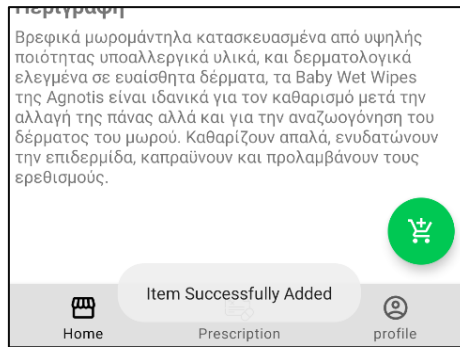 Περιγραφή
Βρεφικά μωρομάντηλα κατασκευασμένα από υψηλής
ποιότητας υποαλλεργικά υλικά, και δερματολογικά
ελεγμένα σε ευαίσθητα δέρματα, τα Baby Wet Wipes
της Agnotis είναι ιδανικά για τον καθαρισμό μετά την
αλλαγή της πάνας αλλά και για την αναζωογόνηση του
δέρματος του μωρού. Καθαρίζουν απαλά, ενυδατώνουν
την επιδερμίδα, καπραΰνουν και προλαμβάνουν τους
ερεθισμούς.
Item Successfully Added
Home Prescription profile